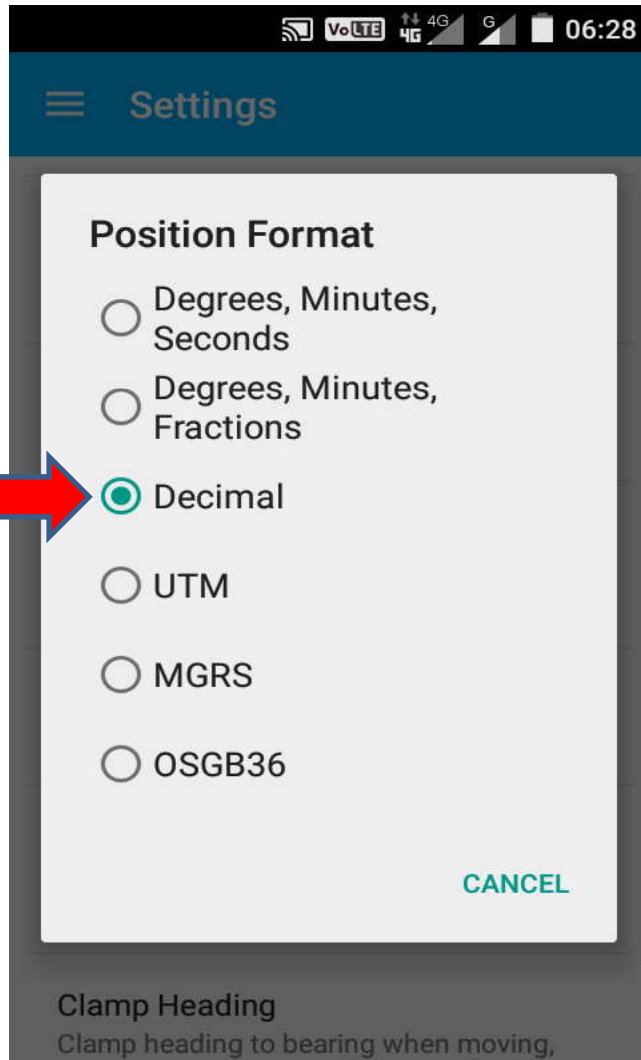 VoLTE 4G 4G G 06:28
Settings
Position Format
Degrees, Minutes,
Seconds
Degrees, Minutes,
Fractions
Decimal
UTM
MGRS
OSGB36
CANCEL
Clamp Heading
Clamp heading to bearing when moving,